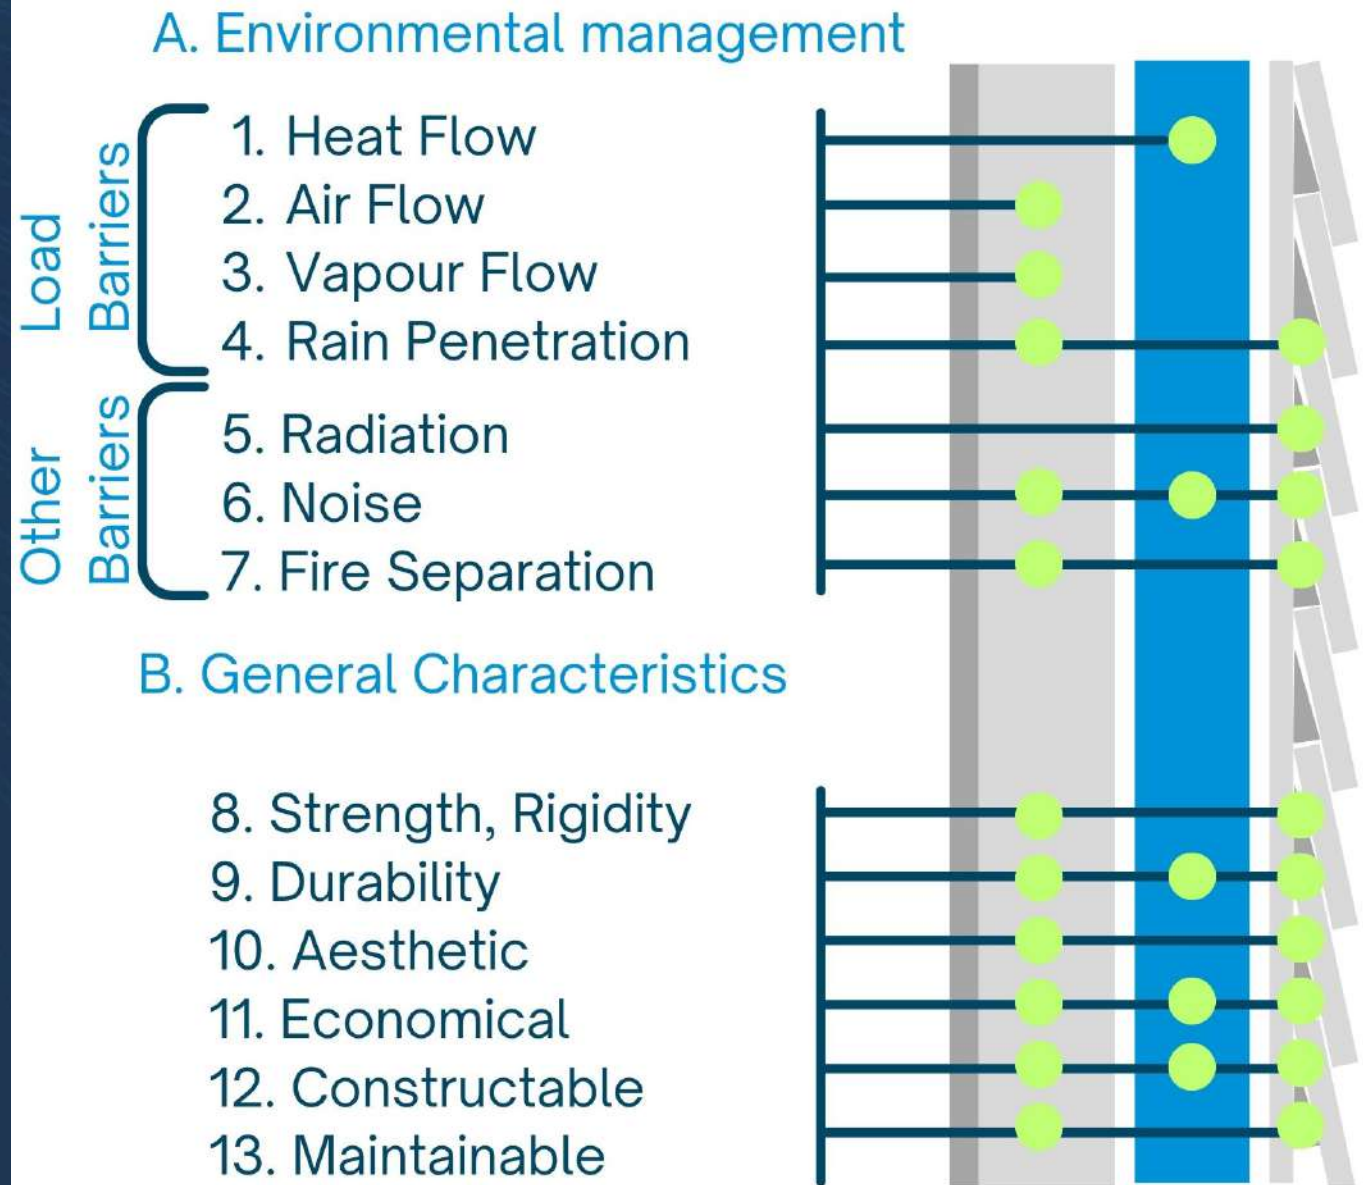 A. Environmental management
Load
Barriers
1. Heat Flow
2. Air Flow
3. Vapour Flow
4. Rain Penetration
Other
Barriers
5. Radiation
6. Noise
7. Fire Separation
B. General Characteristics
8. Strength, Rigidity
9. Durability
10. Aesthetic
11. Economical
12. Constructable
13. Maintainable